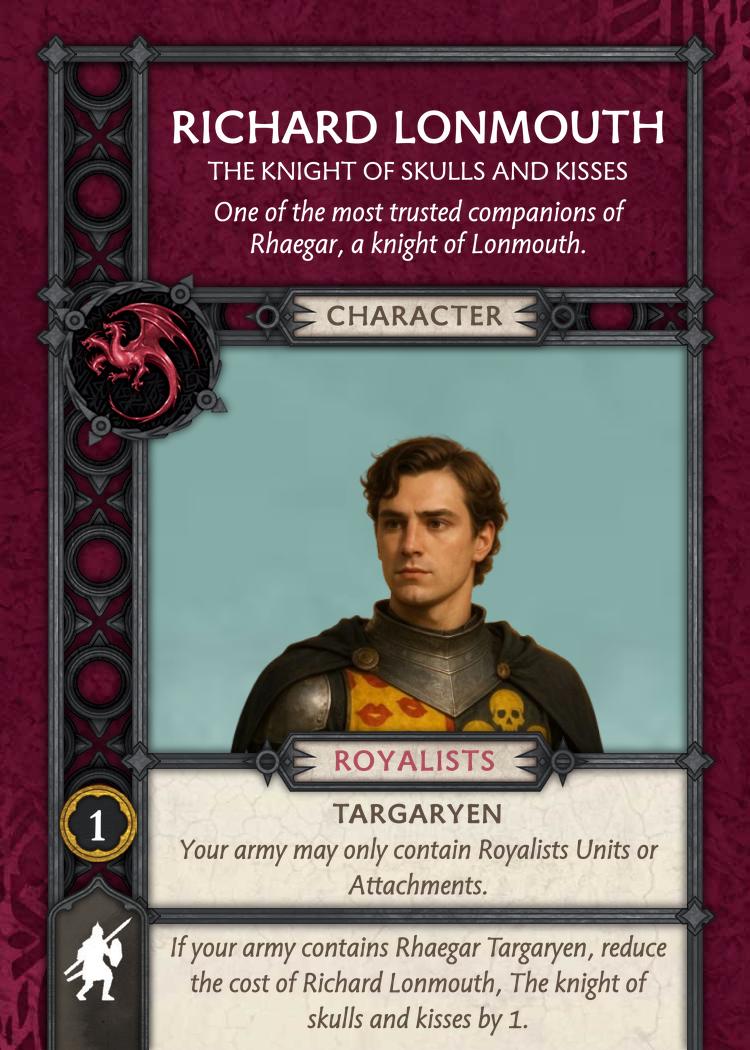 RICHARD LONMOUTH
THE KNIGHT OF SKULLS AND KISSES
One of the most trusted companions of
Rhaegar, a knight of Lonmouth.
CHARACTER
ROYALISTS
TARGARYEN
Your army may only contain Royalists Units or
Attachments.
1
If your army contains Rhaegar Targaryen, reduce
the cost of Richard Lonmouth, The knight of
skulls and kisses by 1.